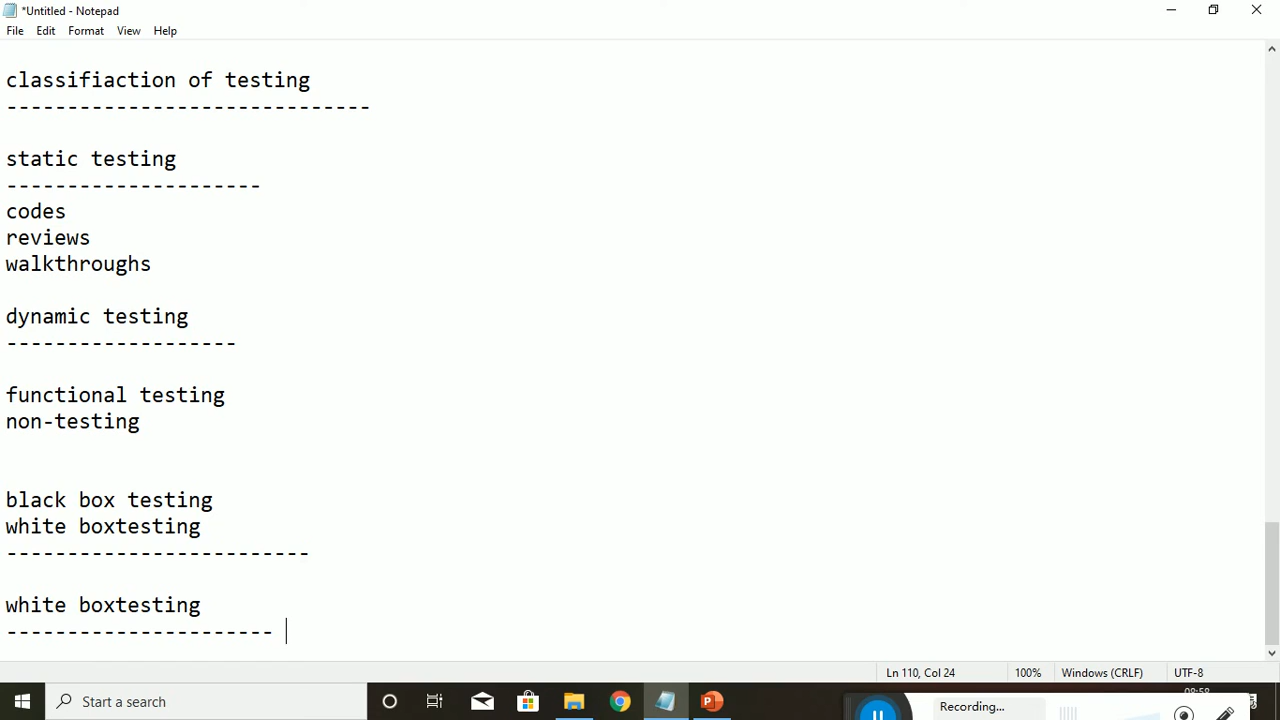 *Untitled - Notepad
File Edit Format View Help
classifiaction of testing
------------------------------
static testing
---------------------
codes
reviews
walkthroughs
dynamic testing
-------------------
functional testing
non-testing
black box testing
white boxtesting
-------------------------
white boxtesting
----------------------
Ln 110, Col 24 100% Windows (CRLF) UTF-8
Start a search
08:58
Recording...